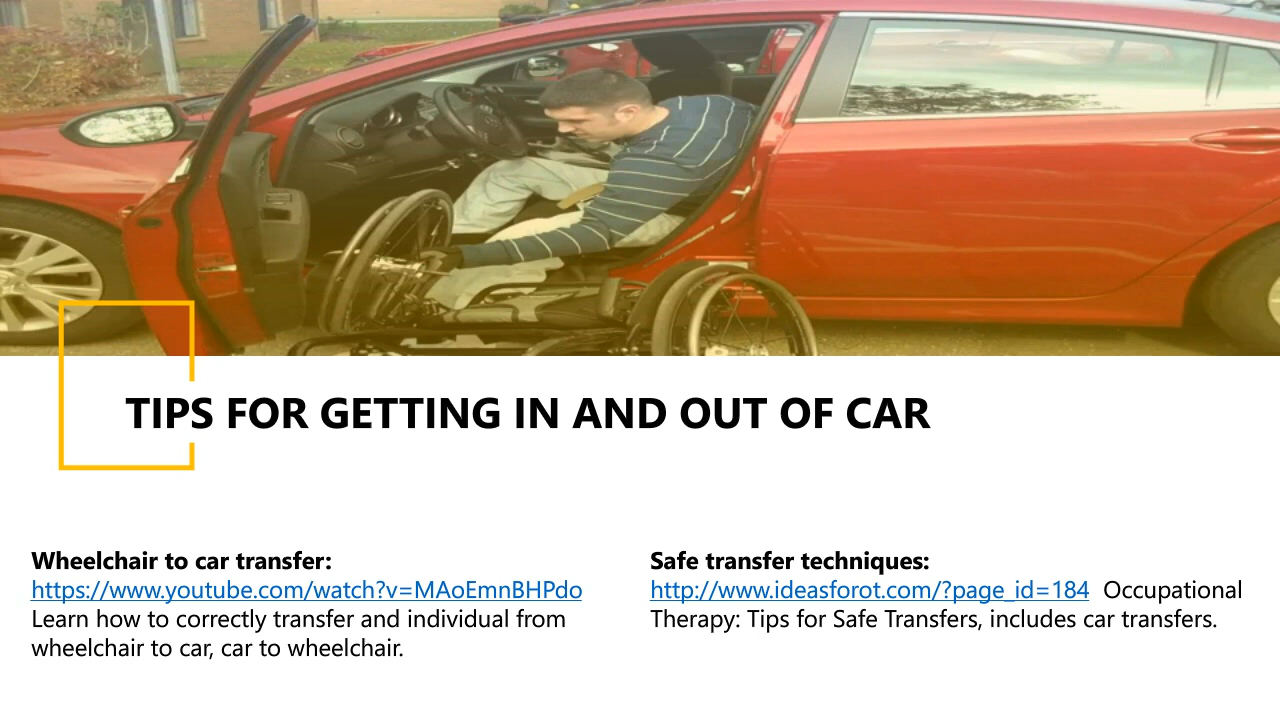 TIPS FOR GETTING IN AND OUT OF CAR
Wheelchair to car transfer:
https://www.youtube.com/watch?v=MAoEmnBHPdo
Learn how to correctly transfer and individual from
wheelchair to car, car to wheelchair.
Safe transfer techniques:
http://www.ideasforot.com/?page_id=184 Occupational
Therapy: Tips for Safe Transfers, includes car transfers.